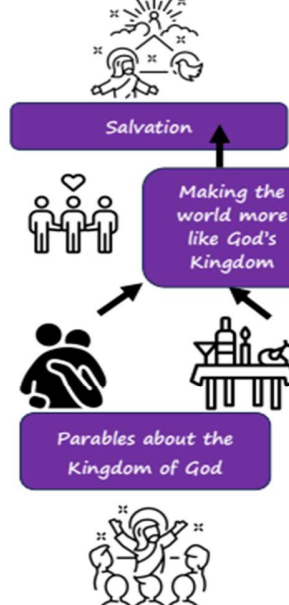 Salvation
Making the
world more
like God's
Kingdom
Parables about the
Kingdom of God